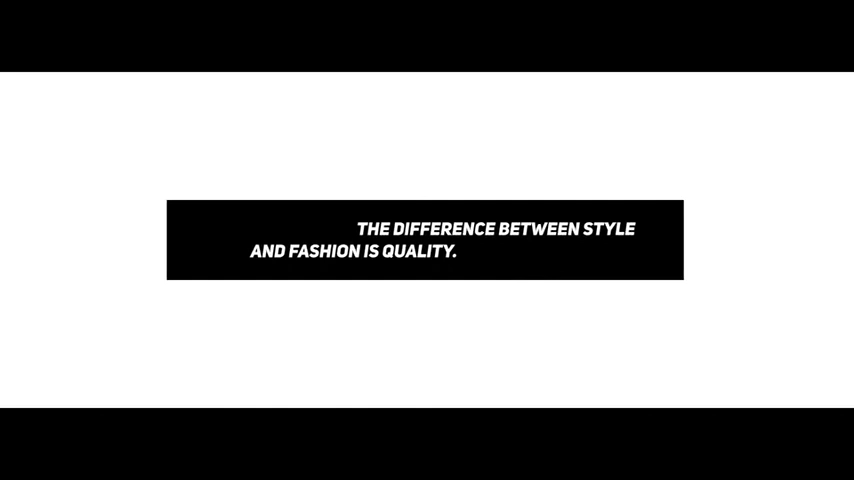 THE DIFFERENCE BETWEEN STYLE
AND FASHION IS QUALITY.